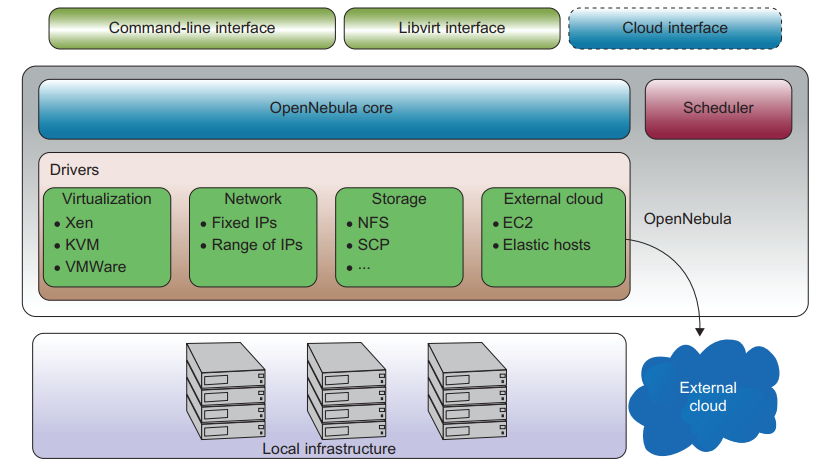 Command-line interface
Libvirt interface
Cloud interface
OpenNebula core
Scheduler
Drivers
Virtualization
• Xen
• KVM
• VMWare
Network
• Fixed IPs
• Range of IPs
Storage
• NFS
• SCP
• ...
External cloud
• EC2
• Elastic hosts
OpenNebula
External
cloud
Local infrastructure